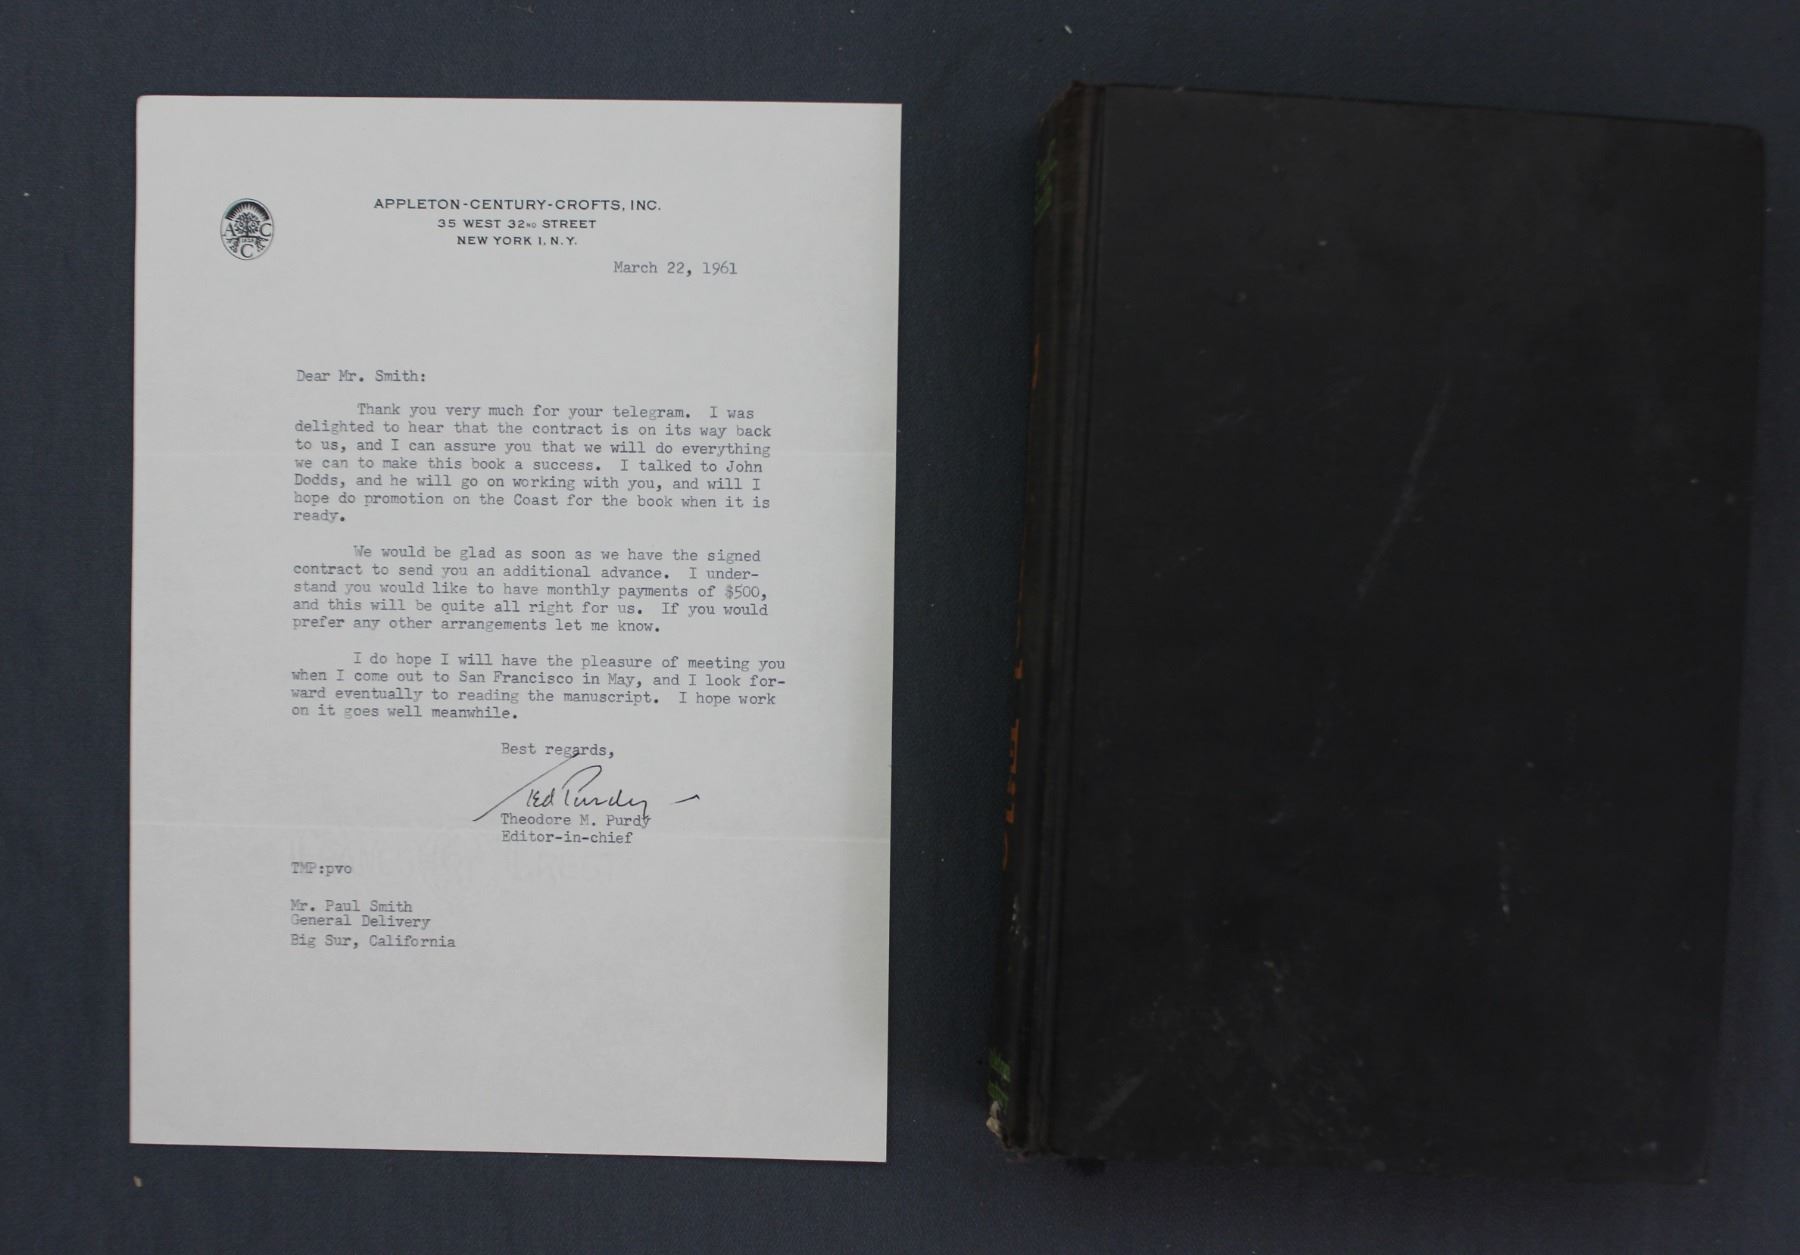 APPLETON-CENTURY-CROFTS, INC.
35 WEST 32ND STREET
NEW YORK 1, N.Y.
A C
C
March 22, 1961
Dear Mr. Smith:
Thank you very much for your telegram. I was
delighted to hear that the contract is on its way back
to us, and I can assure you that we will do everything
we can to make this book a success. I talked to John
Dodds, and he will go on working with you, and will I
hope do promotion on the Coast for the book when it is
ready.
We would be glad as soon as we have the signed
contract to send you an additional advance. I under-
stand you would like to have monthly payments of $500,
and this will be quite all right for us. If you would
prefer any other arrangements let me know.
I do hope I will have the pleasure of meeting you
when I come out to San Francisco in May, and I look for-
ward eventually to reading the manuscript. I hope work
on it goes well meanwhile.
Best regards,
Ted Purdy
Theodore M. Purdy
Editor-in-chief
TMP:pvo
Mr. Paul Smith
General Delivery
Big Sur, California